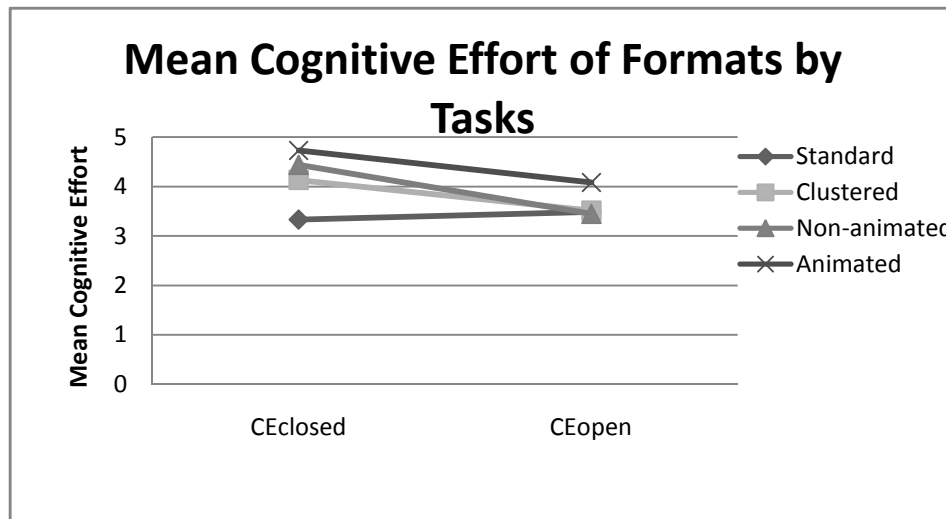 Mean Cognitive Effort of Formats by
Tasks
Mean Cognitive Effort
5
4
3
2
1
0
CEclosed
CEopen
Standard
Clustered
Non-animated
Animated